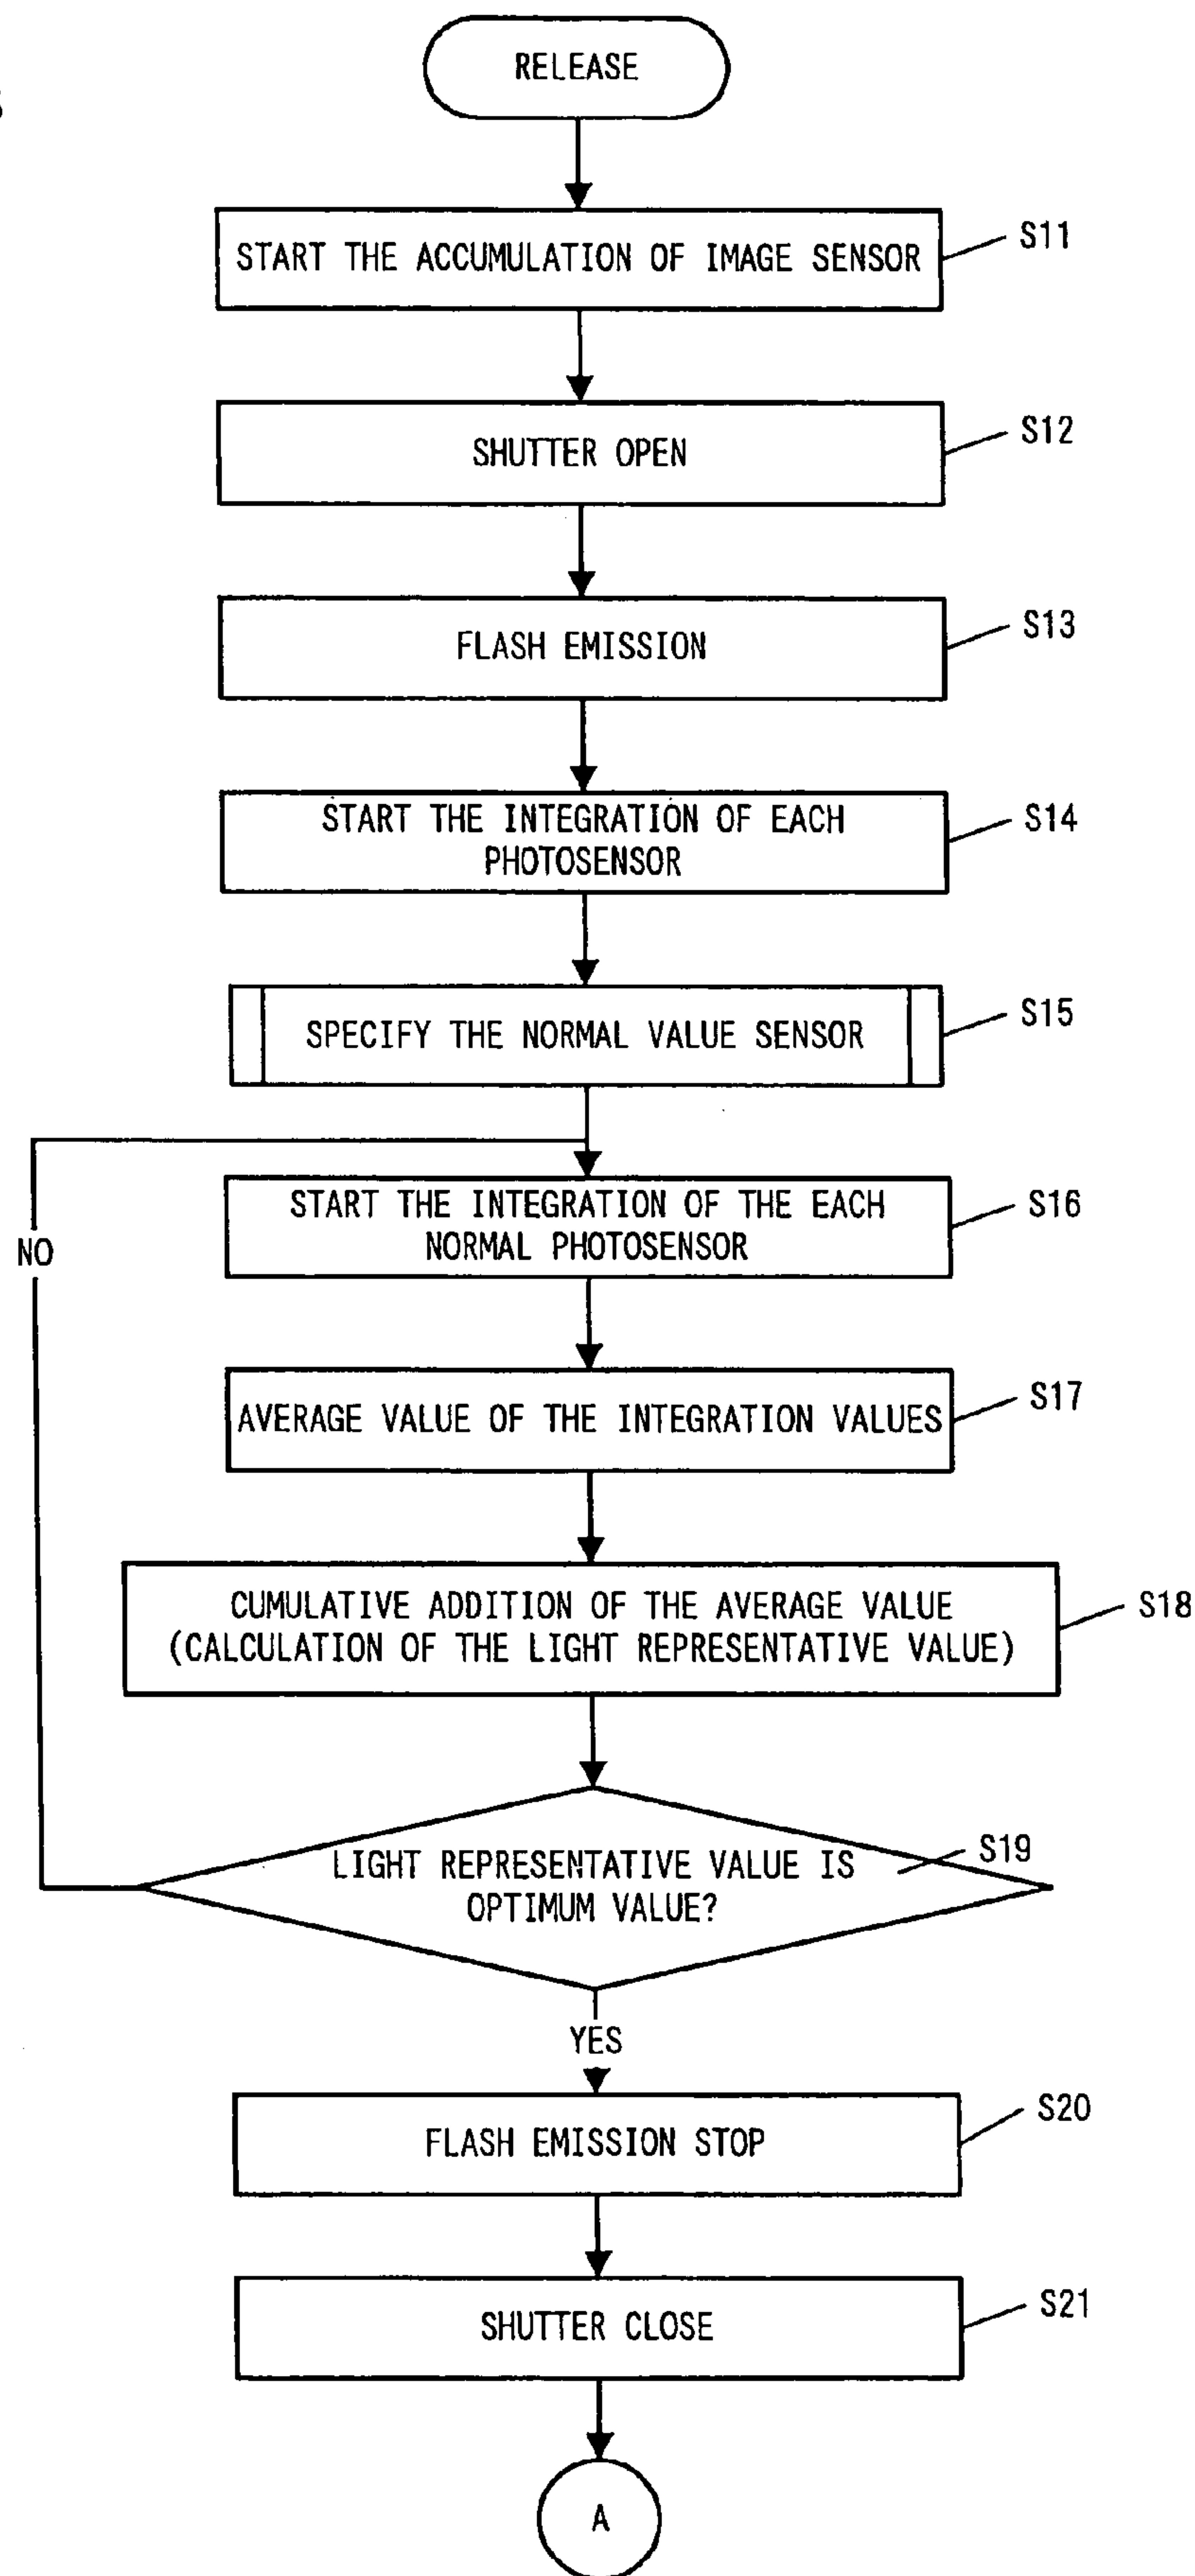 RELEASE
START THE ACCUMULATION OF IMAGE SENSOR
S11
SHUTTER OPEN
S12
FLASH EMISSION
S13
START THE INTEGRATION OF EACH
PHOTOSENSOR
S14
SPECIFY THE NORMAL VALUE SENSOR
S15
START THE INTEGRATION OF THE EACH
NORMAL PHOTOSENSOR
S16
NO
AVERAGE VALUE OF THE INTEGRATION VALUES
S17
CUMULATIVE ADDITION OF THE AVERAGE VALUE
(CALCULATION OF THE LIGHT REPRESENTATIVE VALUE)
S18
LIGHT REPRESENTATIVE VALUE IS
OPTIMUM VALUE?
S19
YES
FLASH EMISSION STOP
S20
SHUTTER CLOSE
S21
A